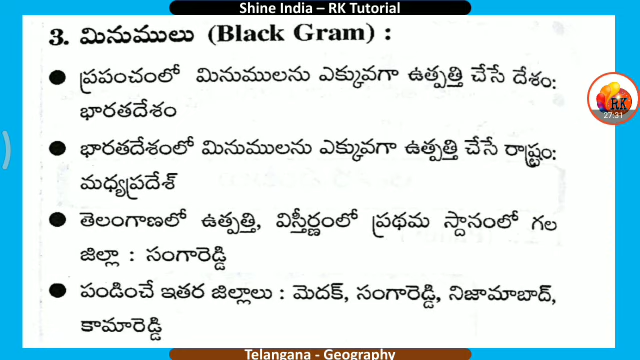 Shine India – RK Tutorial
3. మినుములు (Black Gram) :
● ప్రపంచంలో మినుములను ఎక్కువగా ఉత్పత్తి చేసే దేశం:
భారతదేశం
RK
27:31
● భారతదేశంలో మినుములను ఎక్కువగా ఉత్పత్తి చేసే రాష్ట్రం:
మధ్యప్రదేశ్
● తెలంగాణలో ఉత్పత్తి, విస్తీర్ణంలో ప్రథమ స్దానంలో గల
జిల్లా : సంగారెడ్డి
● పండించే ఇతర జిల్లాలు : మెదక్, సంగారెడ్డి, నిజామాబాద్,
కామారెడ్డి
Telangana - Geography